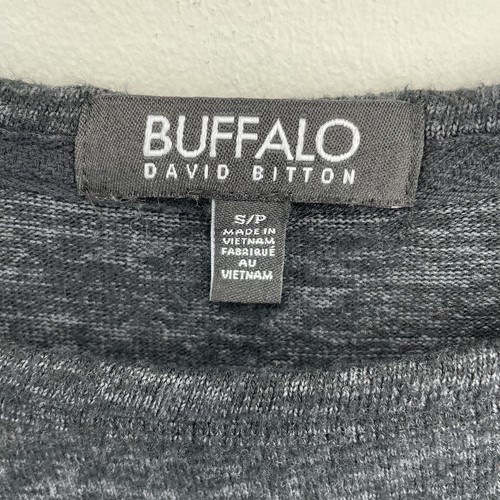 BUFFALO
DAVID BITTON
S/P
MADE IN
VIETNAM
FABRIQUÉ
AU
VIETNAM